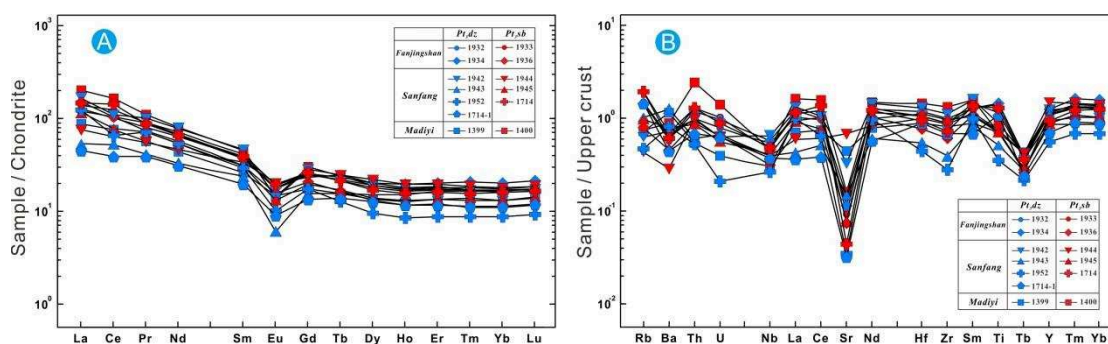 A
Sample / Chondrite
10³
10²
10¹
10⁰
La Ce Pr Nd Sm Eu Gd Tb Dy Ho Er Tm Yb Lu
Pt₃dz Pt₃sb
Fanjingshan 1932 1933
1934 1936
Sanfang 1942 1944
1943 1945
1952 1714
1714-1
Madiyi 1399 1400
B
Sample / Upper crust
10¹
10⁰
10⁻¹
10⁻²
Rb Ba Th U Nb La Ce Sr Nd Hf Zr Sm Ti Tb Y Tm Yb
Pt₃dz Pt₃sb
Fanjingshan 1932 1933
1934 1936
Sanfang 1942 1944
1943 1945
1952 1714
1714-1
Madiyi 1399 1400